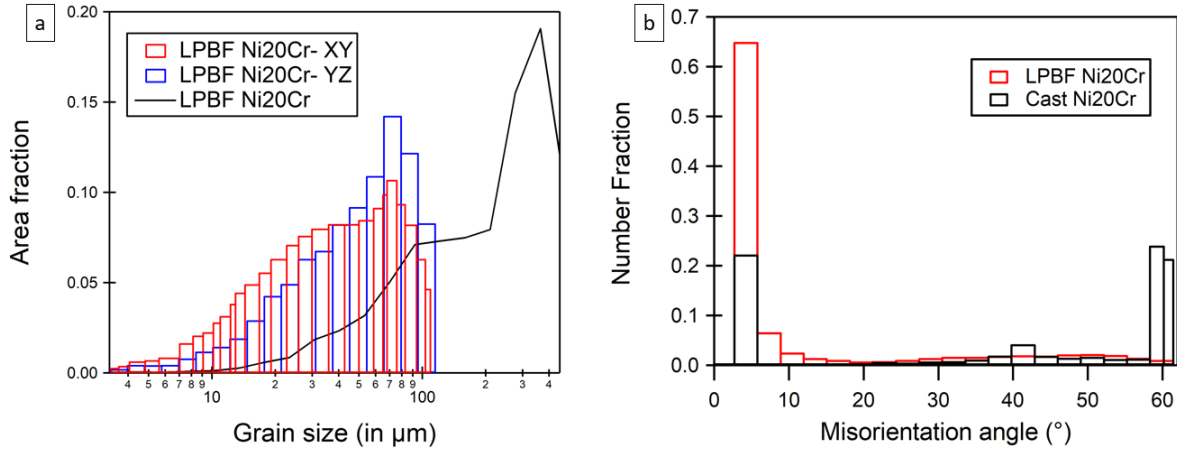 a
0.20
0.15
0.10
0.05
0.00
Area fraction
LPBF Ni20Cr- XY
LPBF Ni20Cr- YZ
LPBF Ni20Cr
4 5 6 7 8 9 10 2 3 4 5 6 7 8 9 100 2 3 4
Grain size (in µm)
b
0.7
0.6
0.5
0.4
0.3
0.2
0.1
0.0
Number Fraction
LPBF Ni20Cr
Cast Ni20Cr
0 10 20 30 40 50 60
Misorientation angle (°)